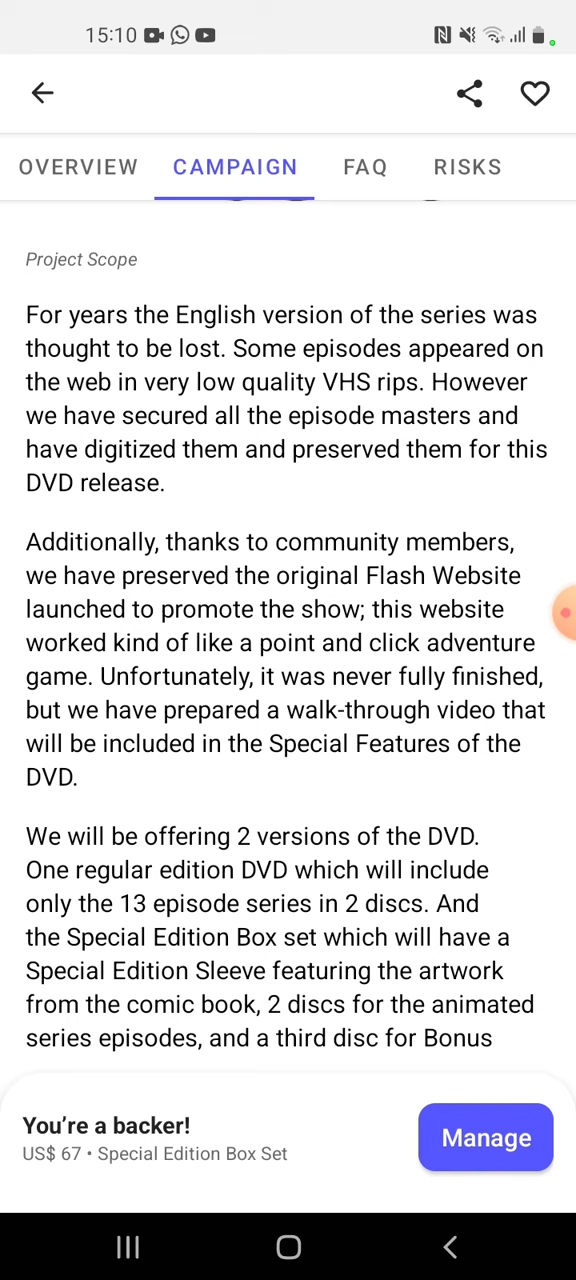 15:10
OVERVIEW CAMPAIGN FAQ RISKS
Project Scope
For years the English version of the series was
thought to be lost. Some episodes appeared on
the web in very low quality VHS rips. However
we have secured all the episode masters and
have digitized them and preserved them for this
DVD release.
Additionally, thanks to community members,
we have preserved the original Flash Website
launched to promote the show; this website
worked kind of like a point and click adventure
game. Unfortunately, it was never fully finished,
but we have prepared a walk-through video that
will be included in the Special Features of the
DVD.
We will be offering 2 versions of the DVD.
One regular edition DVD which will include
only the 13 episode series in 2 discs. And
the Special Edition Box set which will have a
Special Edition Sleeve featuring the artwork
from the comic book, 2 discs for the animated
series episodes, and a third disc for Bonus
You’re a backer!
US$ 67 • Special Edition Box Set
Manage